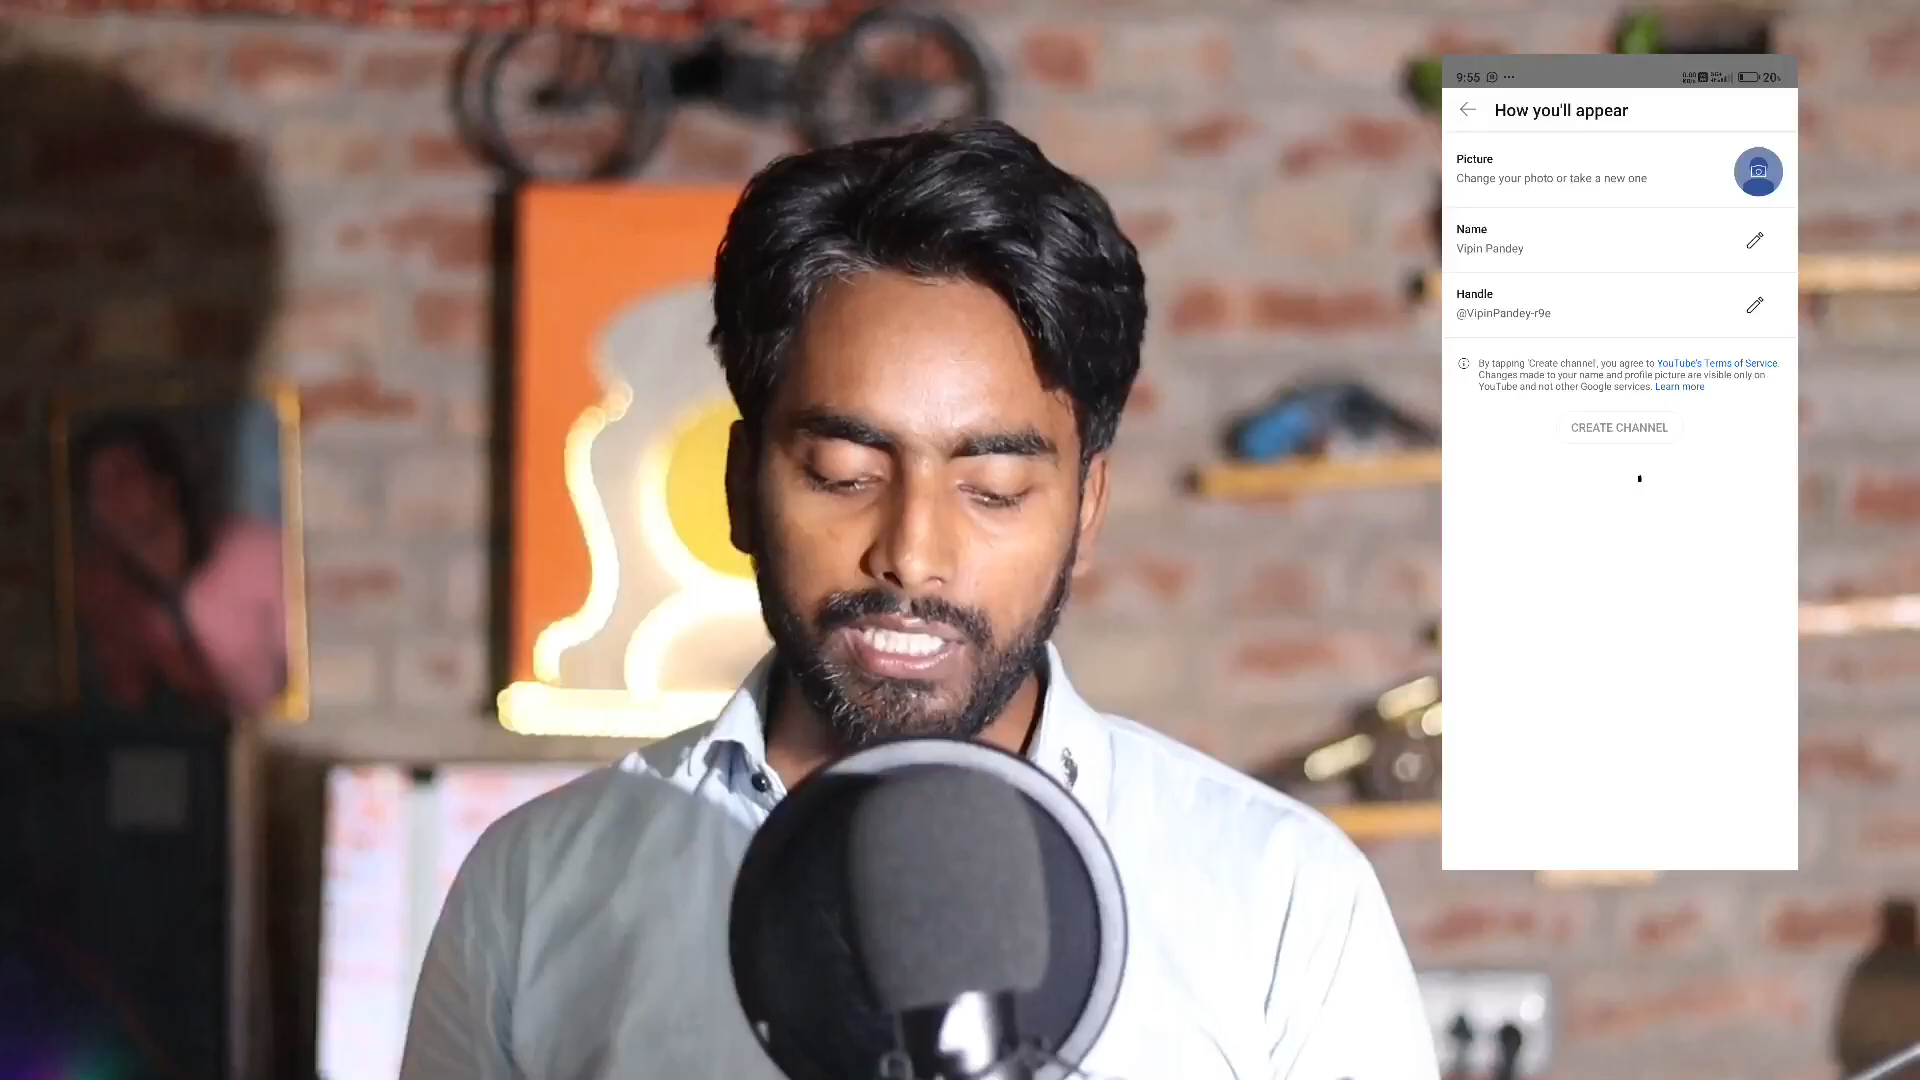 9:55
20%
How you'll appear
Picture
Change your photo or take a new one
Name
Vipin Pandey
Handle
@VipinPandey-r9e
By tapping 'Create channel', you agree to YouTube's Terms of Service.
Changes made to your name and profile picture are visible only on
YouTube and not other Google services. Learn more
CREATE CHANNEL